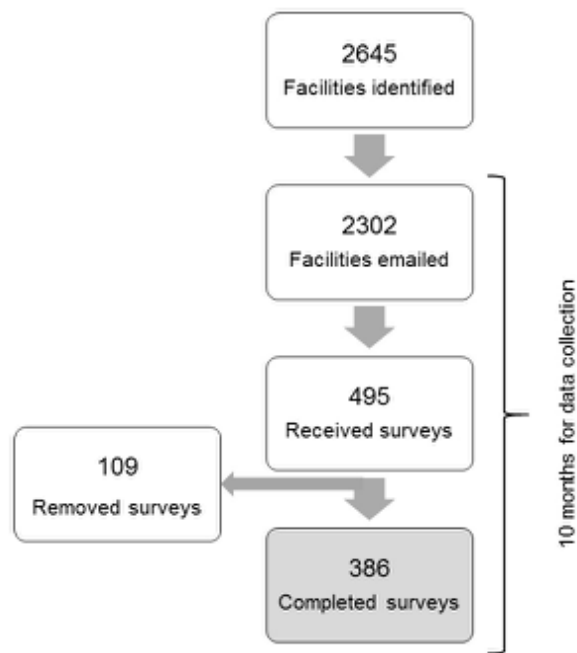 2645
Facilities identified
2302
Facilities emailed
495
Received surveys
109
Removed surveys
386
Completed surveys
10 months for data collection